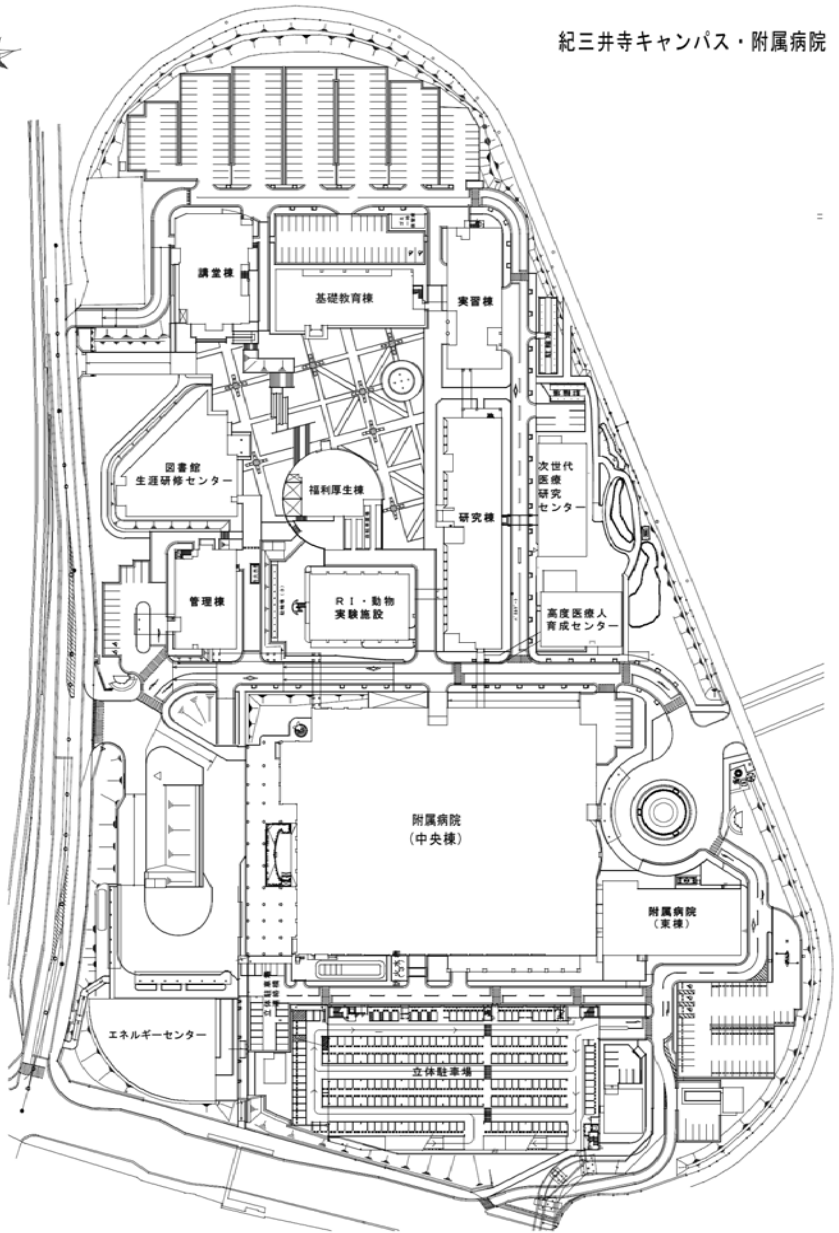 紀三井寺キャンパス・附属病院
講堂棟
基礎教育棟
実習棟
図書館
生涯研修センター
福利厚生棟
研究棟
次世代
医療
研究
センター
管理棟
RI・動物
実験施設
高度医療人
育成センター
附属病院
(中央棟)
附属病院
(東棟)
エネルギーセンター
立体駐車場